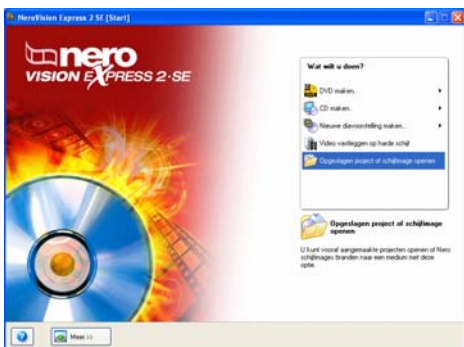 NeroVision Express 2 SE [Start]
nero
VISION EXPRESS 2·SE
Wat wilt u doen?
DVD maken.
CD maken..
Nieuwe diavoorstelling maken..
Video vastleggen op harde schijf
Opgeslagen project of schijfimage openen
Opgeslagen project of schijfimage
openen
U kunt vooraf aangemaakte projecten openen of Nero
schijfimages branden naar een medium met deze
optie.
Meer >>